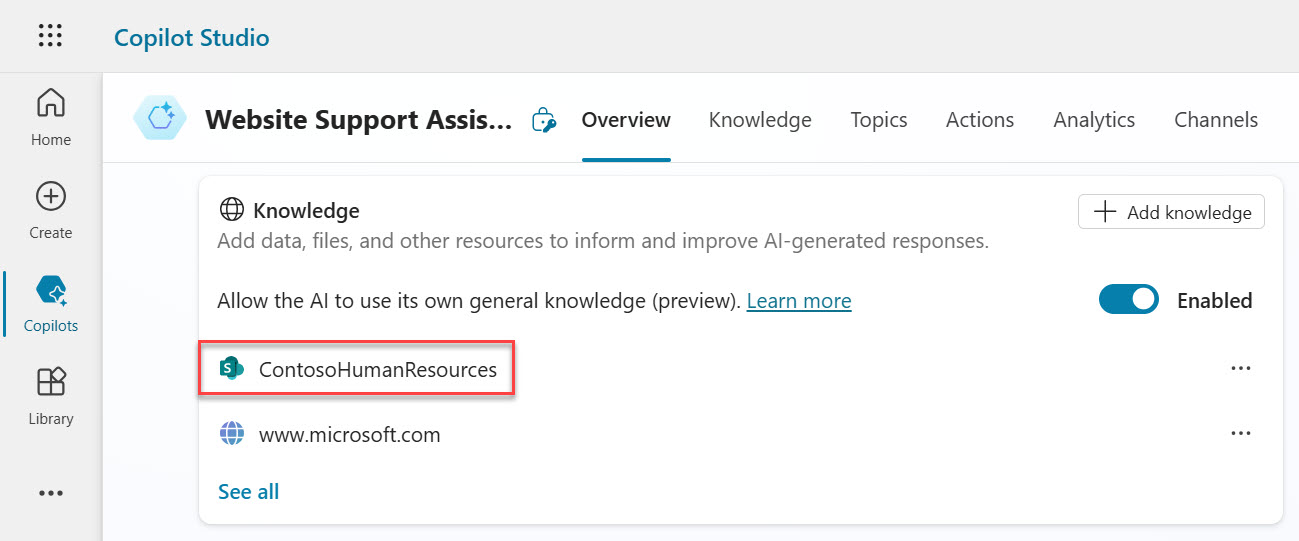 Copilot Studio
Home
Create
Copilots
Library
Website Support Assis...
Overview
Knowledge
Topics
Actions
Analytics
Channels
Knowledge
Add knowledge
Add data, files, and other resources to inform and improve AI-generated responses.
Allow the AI to use its own general knowledge (preview). Learn more
Enabled
S
ContosoHumanResources
www.microsoft.com
See all